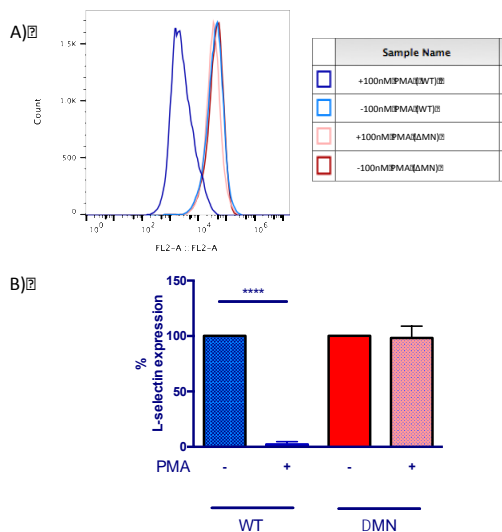 A)
1.5K
1.0K
500
0
Count
10^0 10^2 10^4 10^6
FL2-A :: FL2-A
Sample Name
+100nM PMA (WT)
-100nM PMA (WT)
+100nM PMA (ΔMN)
-100nM PMA (ΔMN)
B)
150
100
50
0
%
L-selectin expression
****
PMA - + - +
WT DMN